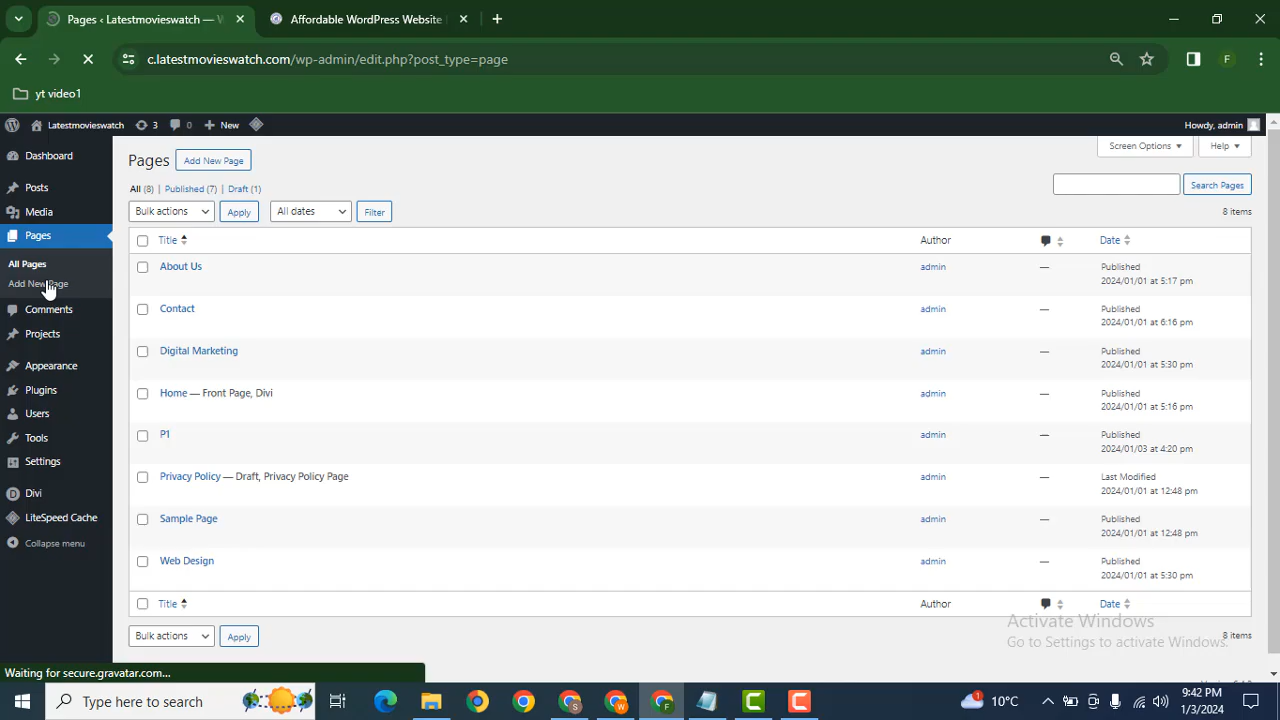 Pages ‹ Latestmovieswatch — W
Affordable WordPress Website
c.latestmovieswatch.com/wp-admin/edit.php?post_type=page
yt video1
Latestmovieswatch 3 0 New
Howdy, admin
Dashboard
Posts
Media
Pages
All Pages
Add New Page
Comments
Projects
Appearance
Plugins
Users
Tools
Settings
Divi
LiteSpeed Cache
Collapse menu
Pages Add New Page
Screen Options Help
All (8) | Published (7) | Draft (1)
Search Pages
Bulk actions Apply All dates Filter
8 items
Title Author Date
About Us admin — Published
2024/01/01 at 5:17 pm
Contact admin — Published
2024/01/01 at 6:16 pm
Digital Marketing admin — Published
2024/01/01 at 5:30 pm
Home — Front Page, Divi admin — Published
2024/01/01 at 5:16 pm
P1 admin — Published
2024/01/03 at 4:20 pm
Privacy Policy — Draft, Privacy Policy Page admin — Last Modified
2024/01/01 at 12:48 pm
Sample Page admin — Published
2024/01/01 at 12:48 pm
Web Design admin — Published
2024/01/01 at 5:30 pm
Title Author Date
Bulk actions Apply
8 items
Activate Windows
Go to Settings to activate Windows.
Waiting for secure.gravatar.com...
Type here to search
S
W
F
1
10°C
9:42 PM
1/3/2024